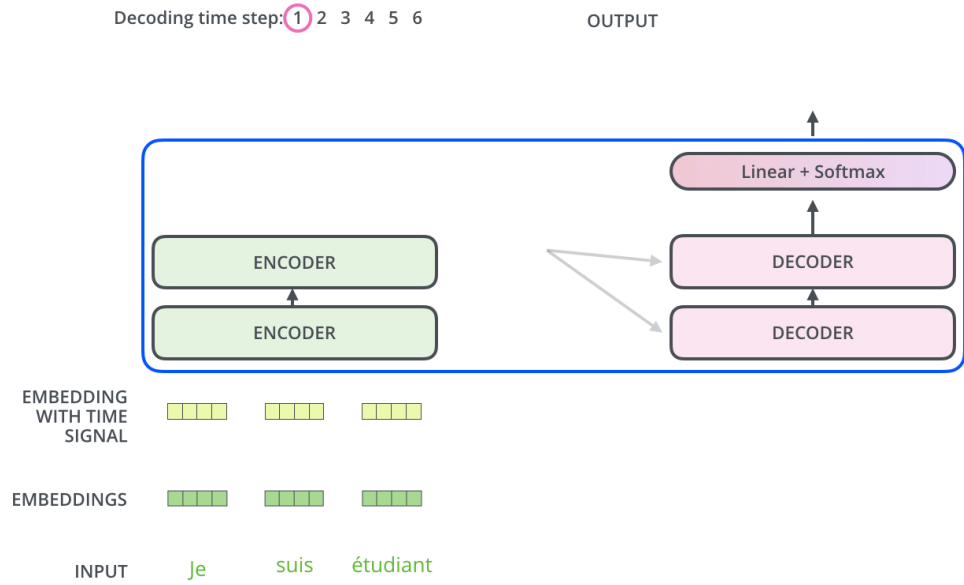 Decoding time step: 1 2 3 4 5 6
OUTPUT
Linear + Softmax
ENCODER
DECODER
ENCODER
DECODER
EMBEDDING
WITH TIME
SIGNAL
EMBEDDINGS
INPUT
Je suis étudiant